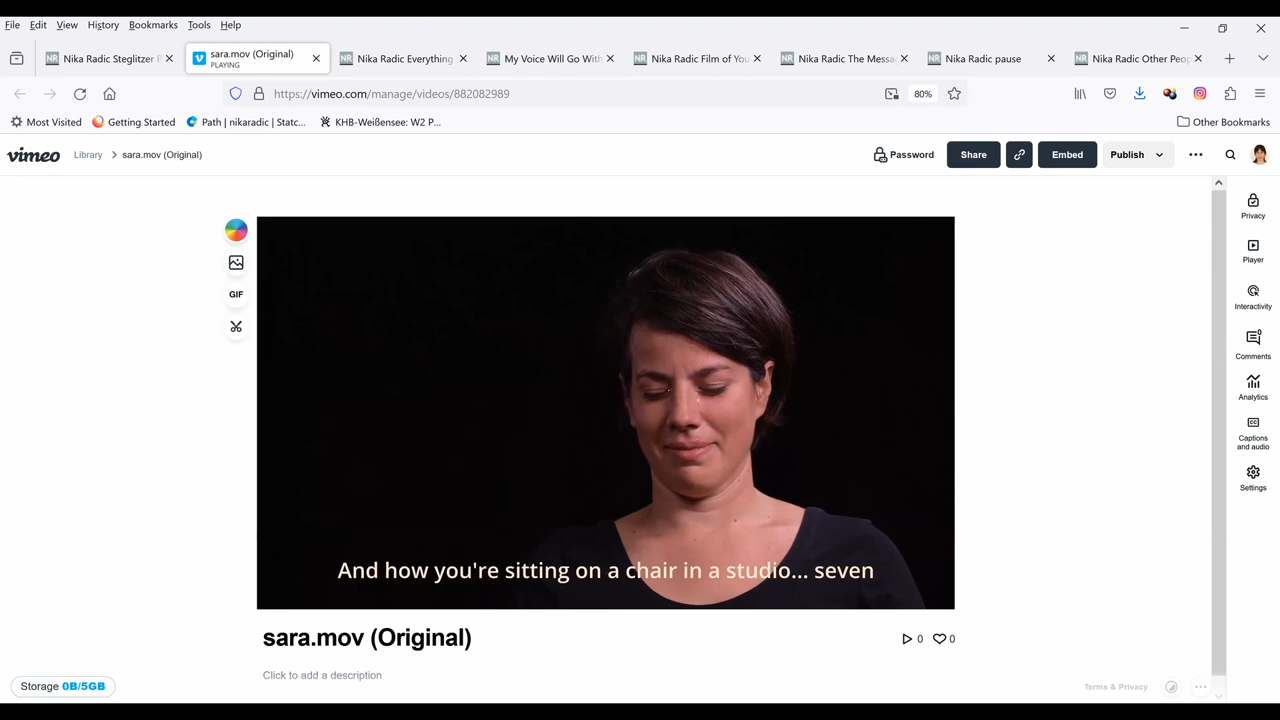 File Edit View History Bookmarks Tools Help
Nika Radic Steglitzer P
sara.mov (Original)
PLAYING
Nika Radic Everything
My Voice Will Go With
Nika Radic Film of You
Nika Radic The Messa
Nika Radic pause
Nika Radic Other Peop
https://vimeo.com/manage/videos/882082989
80%
Most Visited Getting Started Path | nikaradic | Statc... KHB-Weißensee: W2 P... Other Bookmarks
vimeo Library sara.mov (Original) Password Share Embed Publish
GIF
Privacy
Player
Interactivity
Comments
Analytics
Captions
and audio
Settings
And how you're sitting on a chair in a studio... seven
sara.mov (Original) 0 0
Click to add a description
Storage 0B/5GB Terms & Privacy